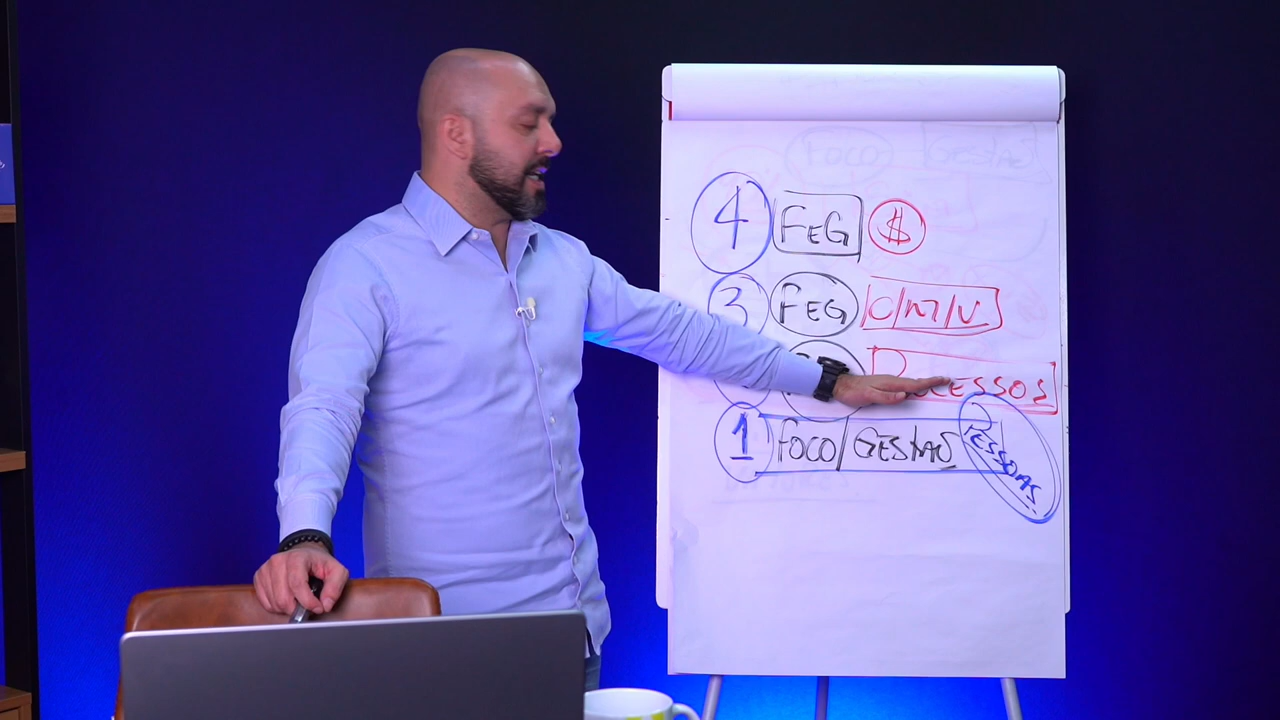 4 FeG $
3 FeG C/M/V
PROCESSOS
1 FOCO/GESTÃO PESSOAS